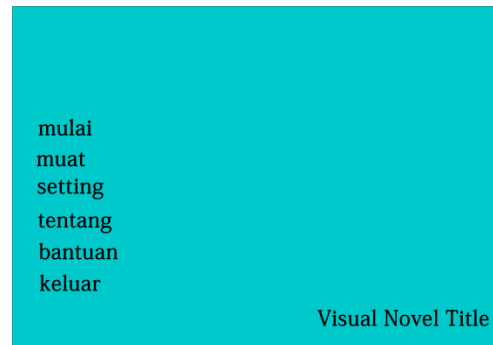 mulai
muat
setting
tentang
bantuan
keluar
Visual Novel Title